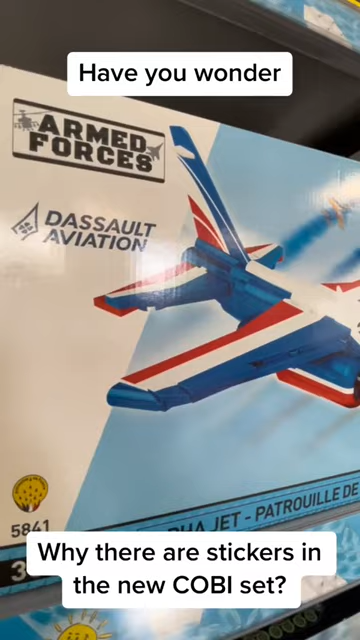 Have you wonder
ARMED
FORCES
DASSAULT
AVIATION
5841
JET - PATROUILLE DE
3
Why there are stickers in
the new COBI set?